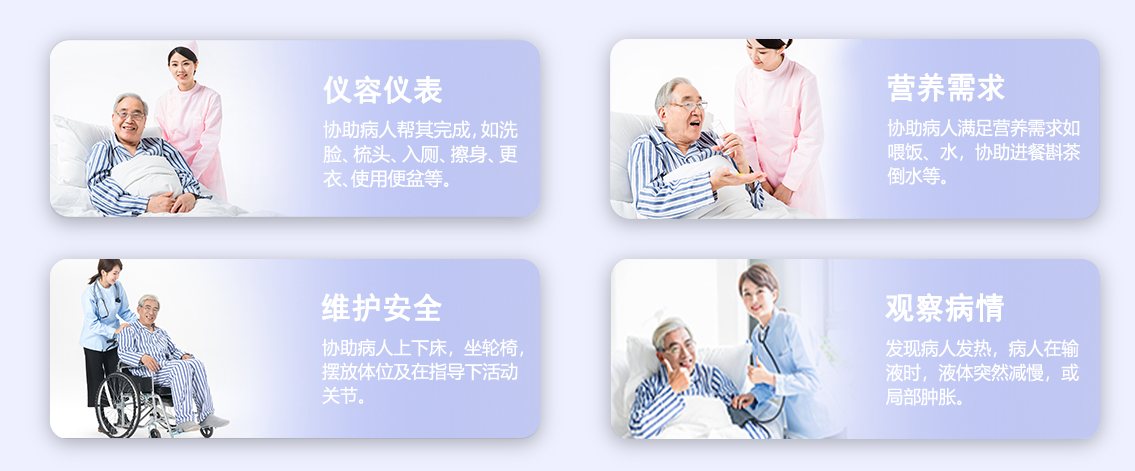 仪容仪表
协助病人帮其完成，如洗
脸、梳头、入厕、擦身、更
衣、使用便盆等。
营养需求
协助病人满足营养需求如
喂饭、水，协助进餐斟茶
倒水等。
维护安全
协助病人上下床，坐轮椅，
摆放体位及在指导下活动
关节。
观察病情
发现病人发热，病人在输
液时，液体突然减慢，或
局部肿胀。